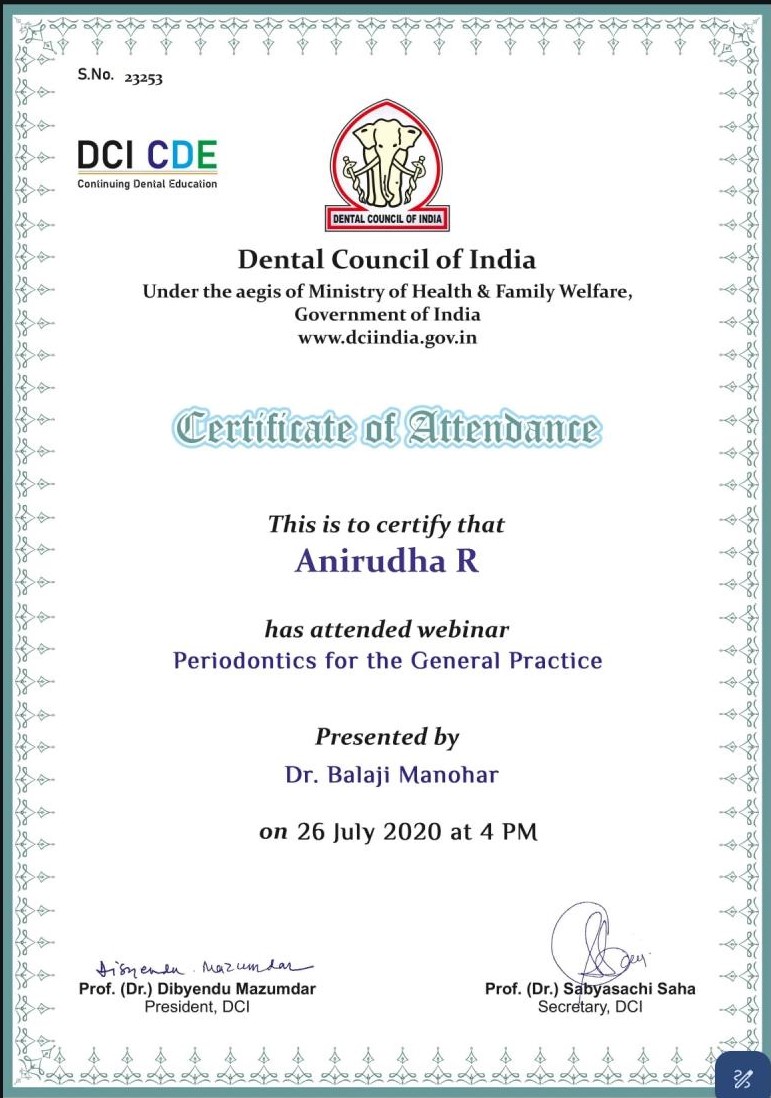 S.No. 23253
DCI CDE
Continuing Dental Education
DENTAL COUNCIL OF INDIA
Dental Council of India
Under the aegis of Ministry of Health & Family Welfare,
Government of India
www.dciindia.gov.in
Certificate of Attendance
This is to certify that
Anirudha R
has attended webinar
Periodontics for the General Practice
Presented by
Dr. Balaji Manohar
on 26 July 2020 at 4 PM
Dibyendu Mazumdar
Prof. (Dr.) Dibyendu Mazumdar
President, DCI
Prof. (Dr.) Sabyasachi Saha
Secretary, DCI